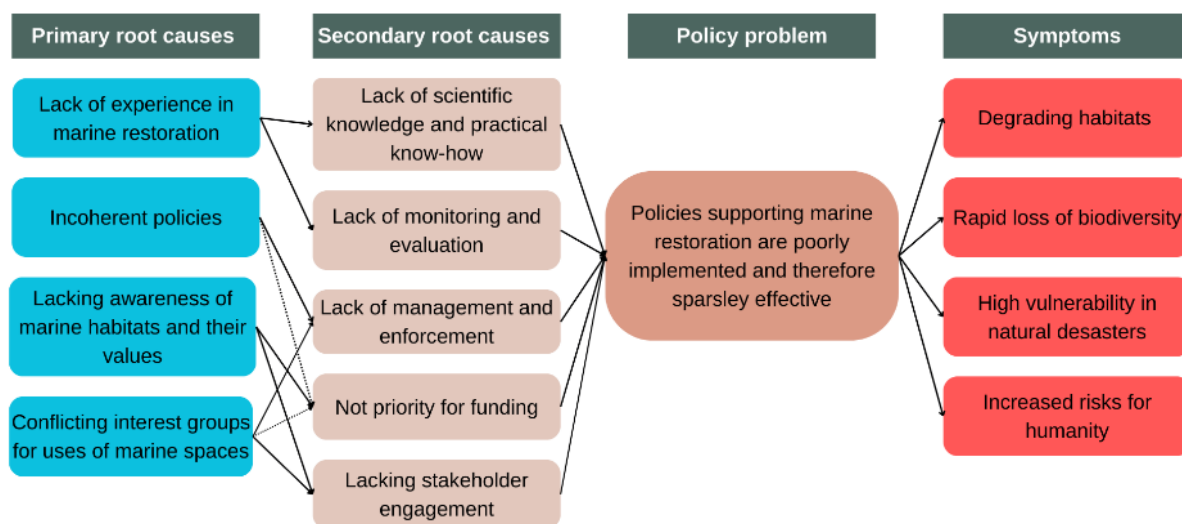 Primary root causes
Secondary root causes
Policy problem
Symptoms
Lack of experience in
marine restoration
Incoherent policies
Lacking awareness of
marine habitats and their
values
Conflicting interest groups
for uses of marine spaces
Lack of scientific
knowledge and practical
know-how
Lack of monitoring and
evaluation
Lack of management and
enforcement
Not priority for funding
Lacking stakeholder
engagement
Policies supporting marine
restoration are poorly
implemented and therefore
sparsley effective
Degrading habitats
Rapid loss of biodiversity
High vulnerability in
natural desasters
Increased risks for
humanity